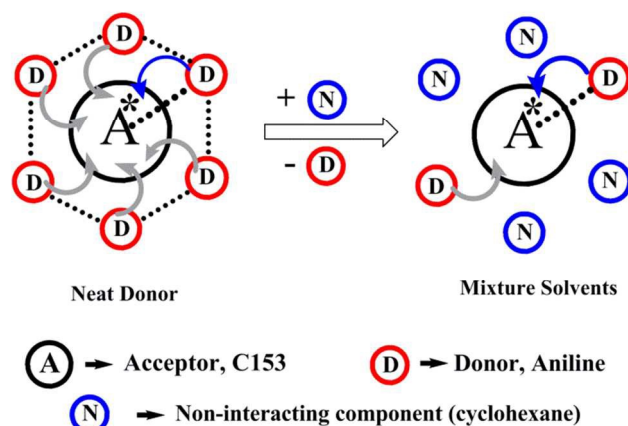 D
D
D
D
D
D
A*
Neat Donor
+ N
- D
N
N
D
A*
D
N
N
Mixture Solvents
A Acceptor, C153
D Donor, Aniline
N Non-interacting component (cyclohexane)